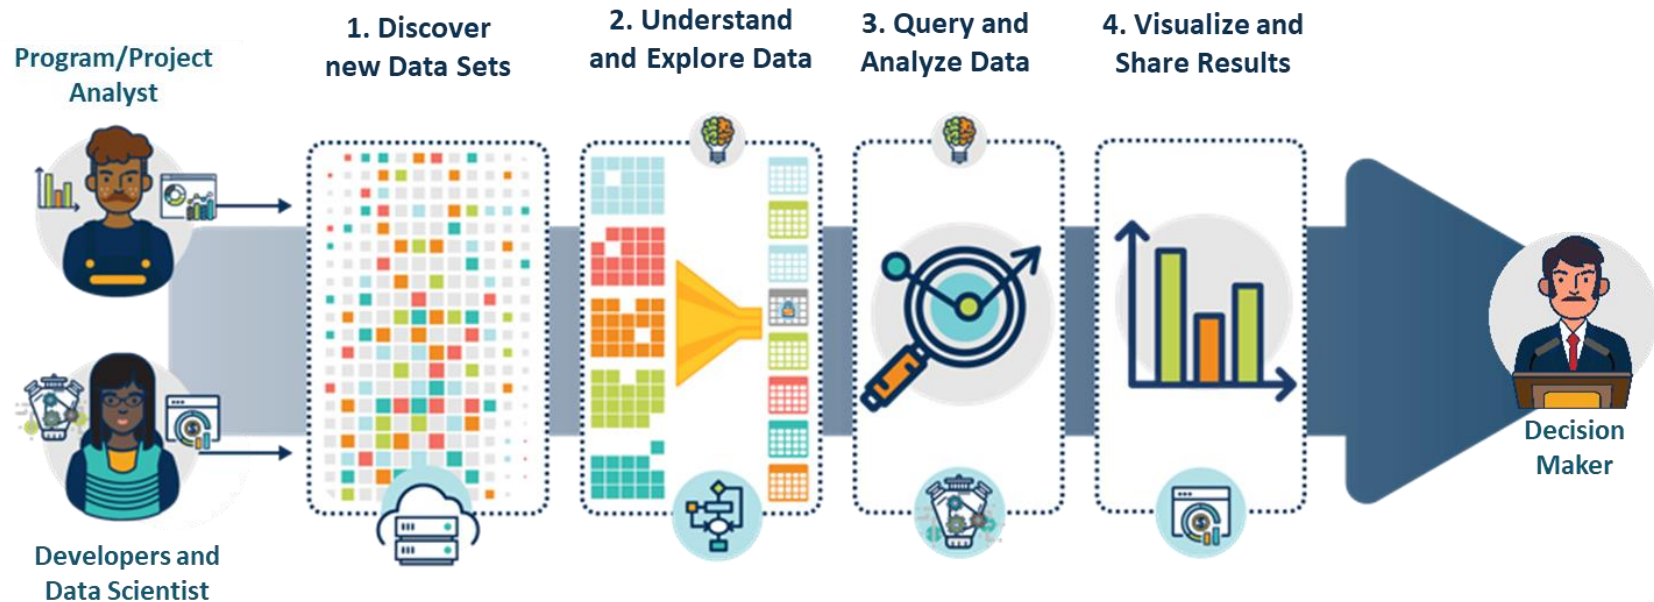 Program/Project
Analyst
1. Discover
new Data Sets
2. Understand
and Explore Data
3. Query and
Analyze Data
4. Visualize and
Share Results
Developers and
Data Scientist
Decision
Maker